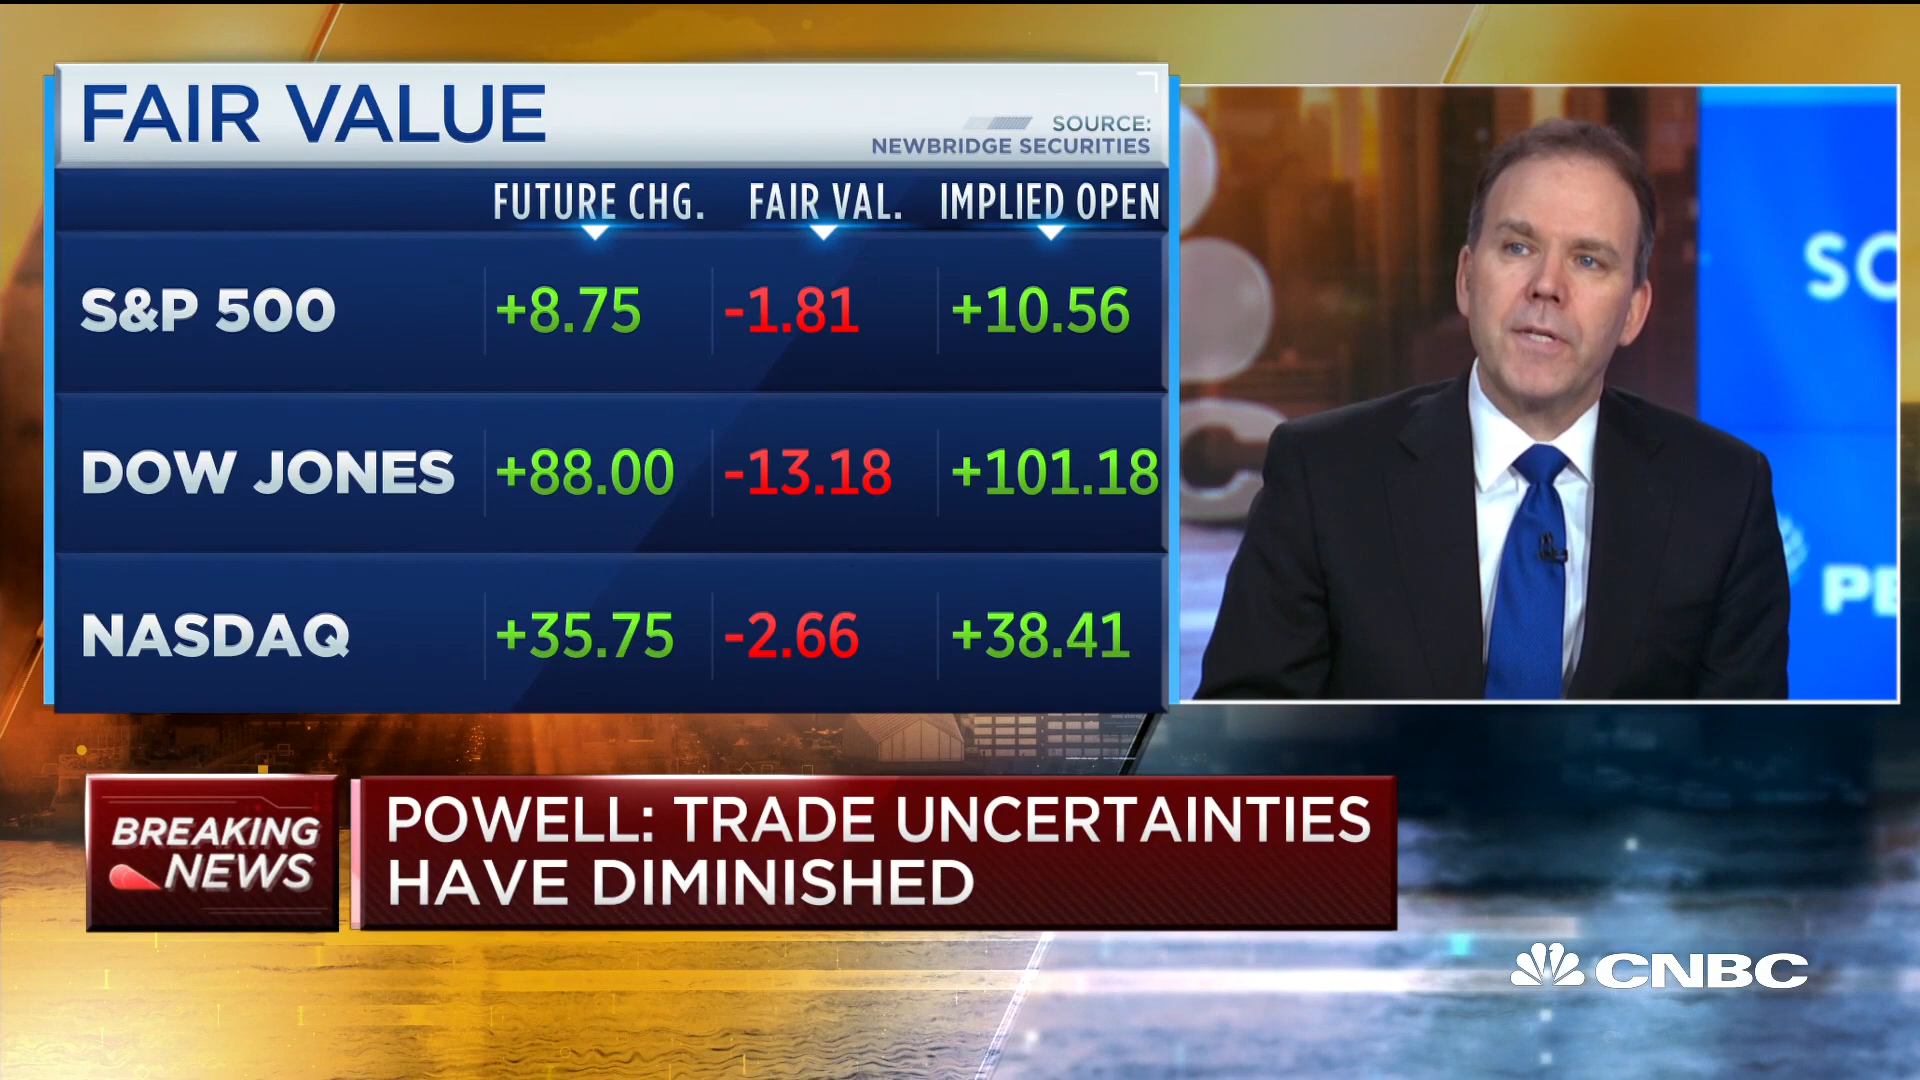 FAIR VALUE
SOURCE:
NEWBRIDGE SECURITIES
FUTURE CHG. FAIR VAL. IMPLIED OPEN
S&P 500 +8.75 -1.81 +10.56
DOW JONES +88.00 -13.18 +101.18
NASDAQ +35.75 -2.66 +38.41
SQ
PE
BREAKING
NEWS
POWELL: TRADE UNCERTAINTIES
HAVE DIMINISHED
CNBC